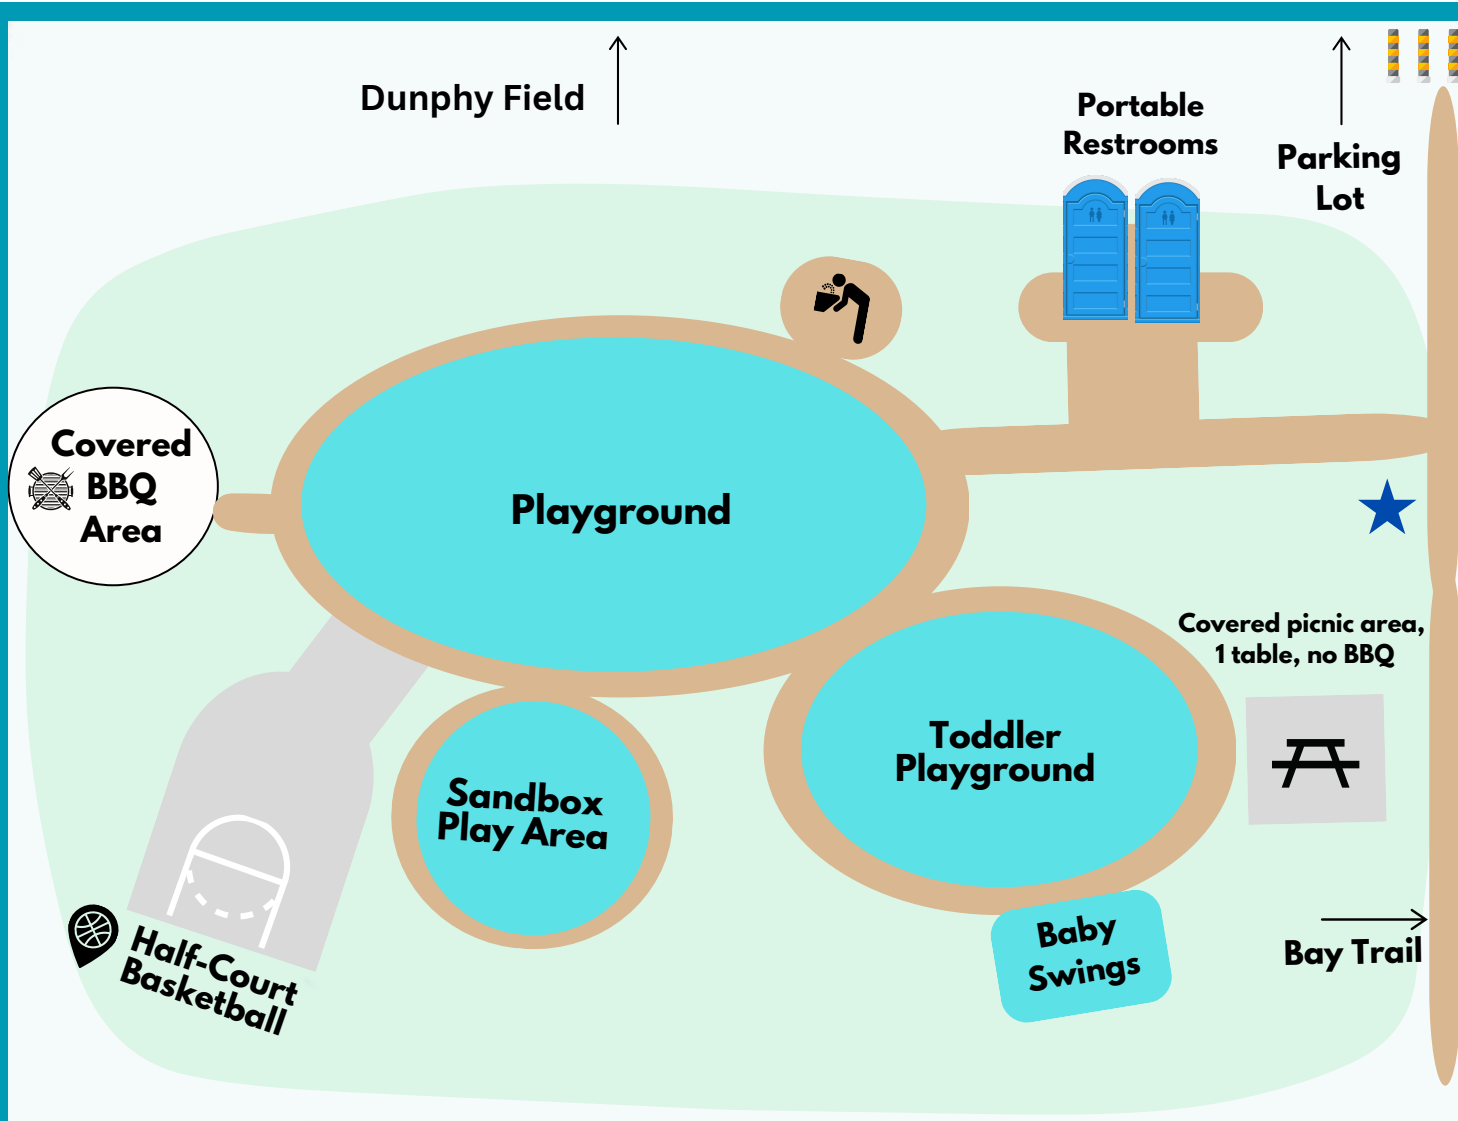 Dunphy Field
Portable
Restrooms
Parking
Lot
Covered
BBQ
Area
Playground
Covered picnic area,
1 table, no BBQ
Toddler
Playground
Sandbox
Play Area
Baby
Swings
Bay Trail
Half-Court
Basketball